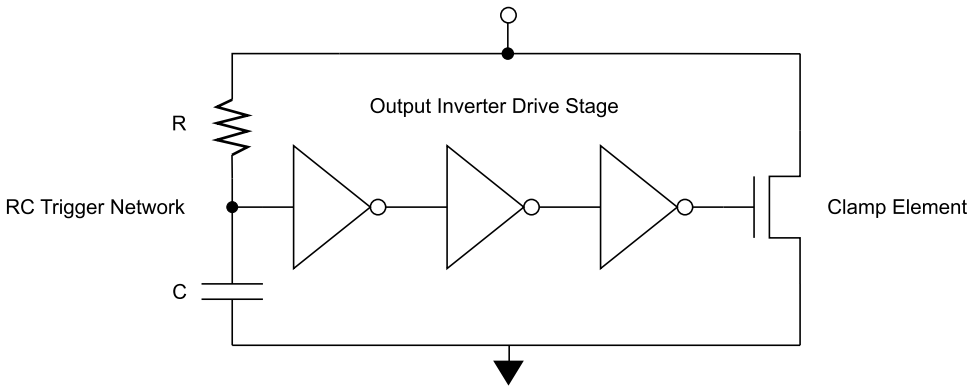 Output Inverter Drive Stage
R
RC Trigger Network
Clamp Element
C